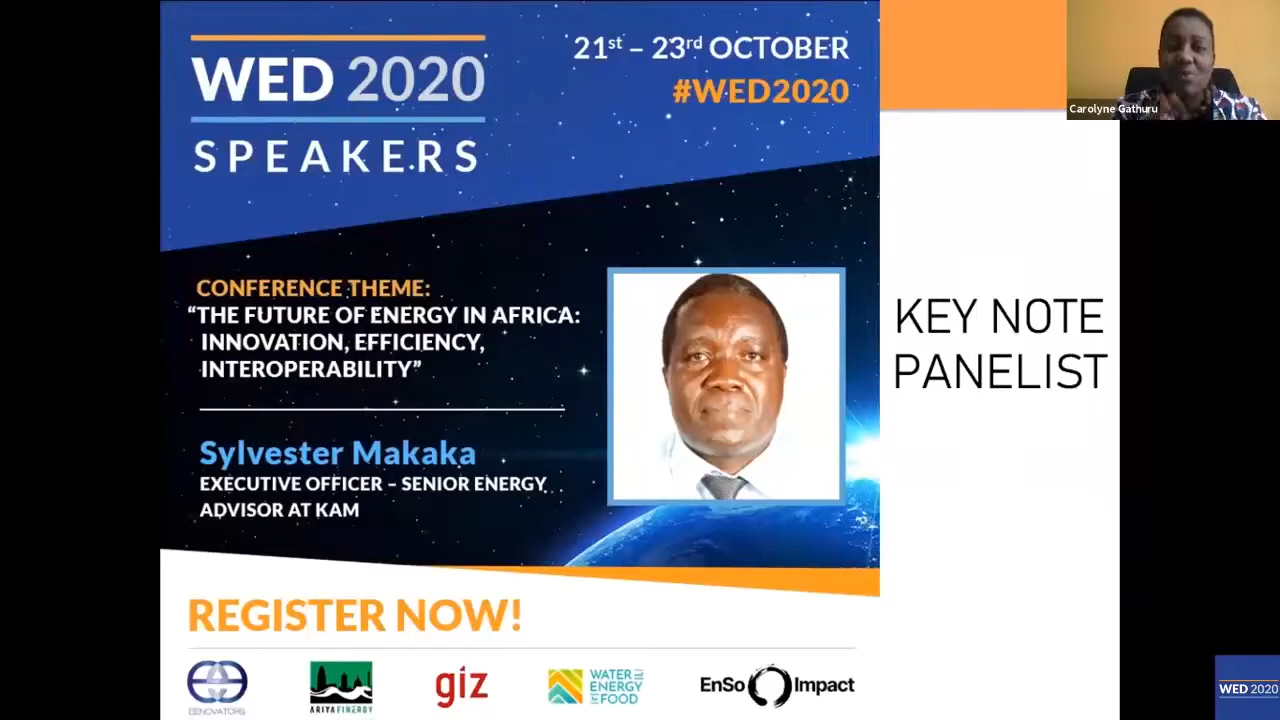 WED 2020
SPEAKERS
21st – 23rd OCTOBER
#WED2020
CONFERENCE THEME:
“THE FUTURE OF ENERGY IN AFRICA:
INNOVATION, EFFICIENCY,
INTEROPERABILITY”
Sylvester Makaka
EXECUTIVE OFFICER – SENIOR ENERGY
ADVISOR AT KAM
REGISTER NOW!
EENOVATORS
ARIYA FINERGY
giz
WATER
ENERGY
FOOD
EnSo Impact
KEY NOTE
PANELIST
Carolyne Gathuru
WED 2020